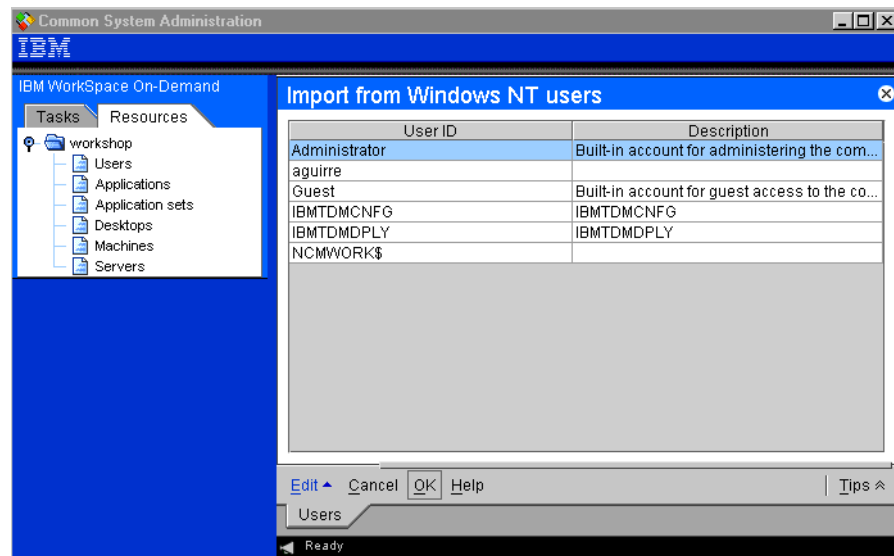 Common System Administration
IBM
IBM WorkSpace On-Demand
Tasks Resources
workshop
Users
Applications
Application sets
Desktops
Machines
Servers
Import from Windows NT users
User ID Description
Administrator Built-in account for administering the com...
aguirre
Guest Built-in account for guest access to the co...
IBMTDMCNFG IBMTDMCNFG
IBMTDMDPLY IBMTDMDPLY
NCMWORK$
Edit Cancel OK Help Tips
Users
Ready